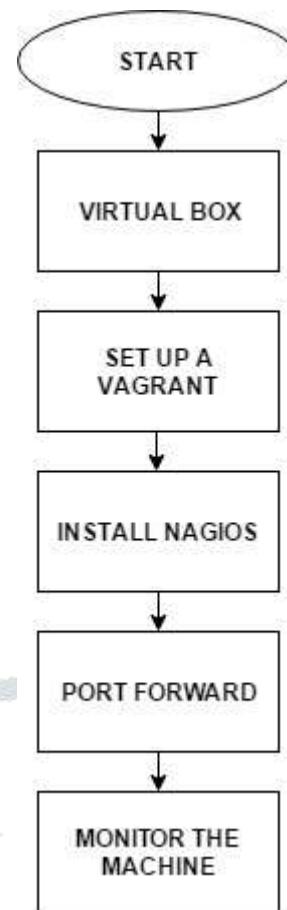 START
VIRTUAL BOX
SET UP A
VAGRANT
INSTALL NAGIOS
PORT FORWARD
MONITOR THE
MACHINE